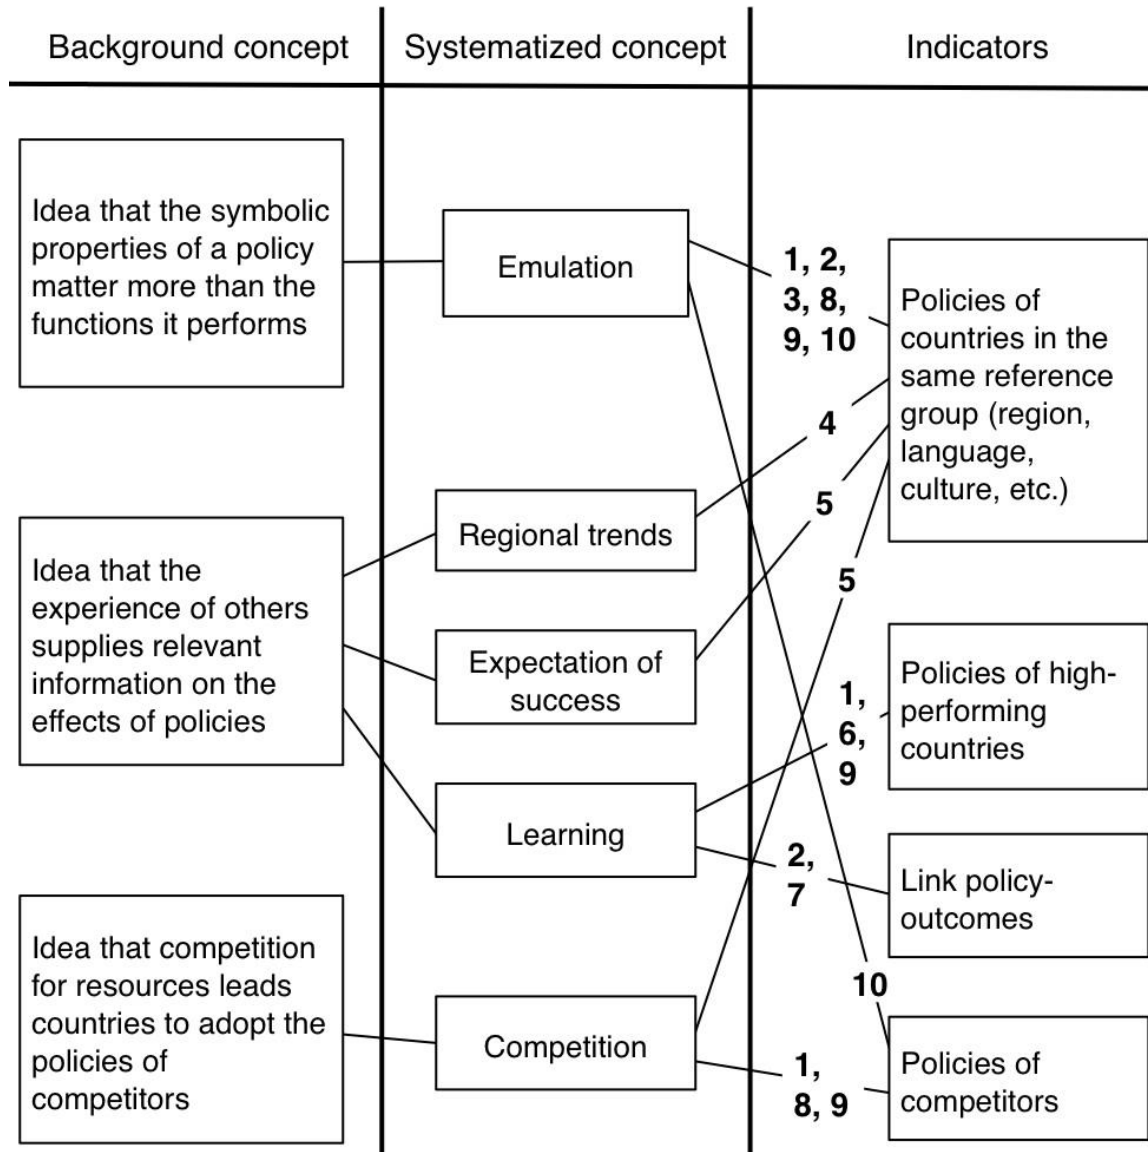 Background concept
Systematized concept
Indicators
Idea that the symbolic
properties of a policy
matter more than the
functions it performs
Emulation
1, 2,
3, 8,
9, 10
Policies of
countries in the
same reference
group (region,
language,
culture, etc.)
4
5
5
Idea that the
experience of others
supplies relevant
information on the
effects of policies
Regional trends
Expectation of
success
Learning
1,
6,
9
Policies of high-
performing
countries
2,
7
Link policy-
outcomes
Idea that competition
for resources leads
countries to adopt the
policies of
competitors
Competition
10
1,
8, 9
Policies of
competitors